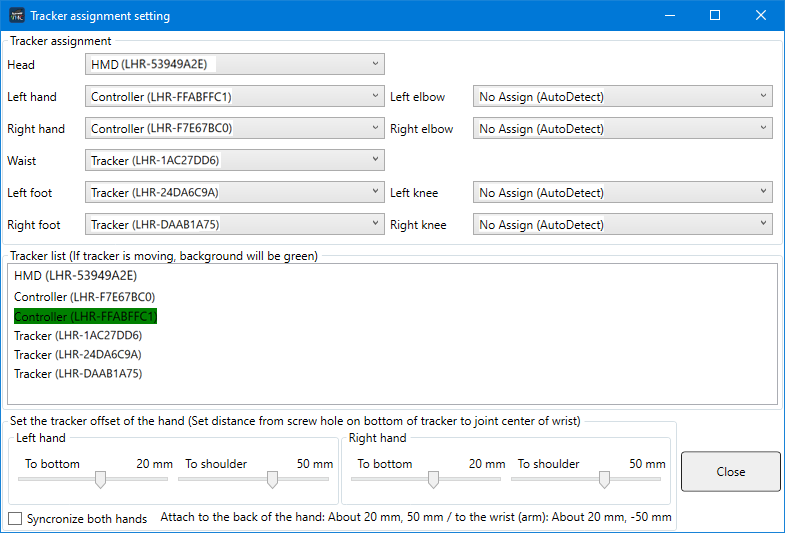 Tracker assignment setting
Tracker assignment
Head HMD (LHR-53949A2E)
Left hand Controller (LHR-FFABFFC1) Left elbow No Assign (AutoDetect)
Right hand Controller (LHR-F7E67BC0) Right elbow No Assign (AutoDetect)
Waist Tracker (LHR-1AC27DD6)
Left foot Tracker (LHR-24DA6C9A) Left knee No Assign (AutoDetect)
Right foot Tracker (LHR-DAAB1A75) Right knee No Assign (AutoDetect)
Tracker list (If tracker is moving, background will be green)
HMD (LHR-53949A2E)
Controller (LHR-F7E67BC0)
Controller (LHR-FFABFFC1)
Tracker (LHR-1AC27DD6)
Tracker (LHR-24DA6C9A)
Tracker (LHR-DAAB1A75)
Set the tracker offset of the hand (Set distance from screw hole on bottom of tracker to joint center of wrist)
Left hand Right hand
To bottom 20 mm To shoulder 50 mm To bottom 20 mm To shoulder 50 mm
Close
Syncronize both hands Attach to the back of the hand: About 20 mm, 50 mm / to the wrist (arm): About 20 mm, -50 mm